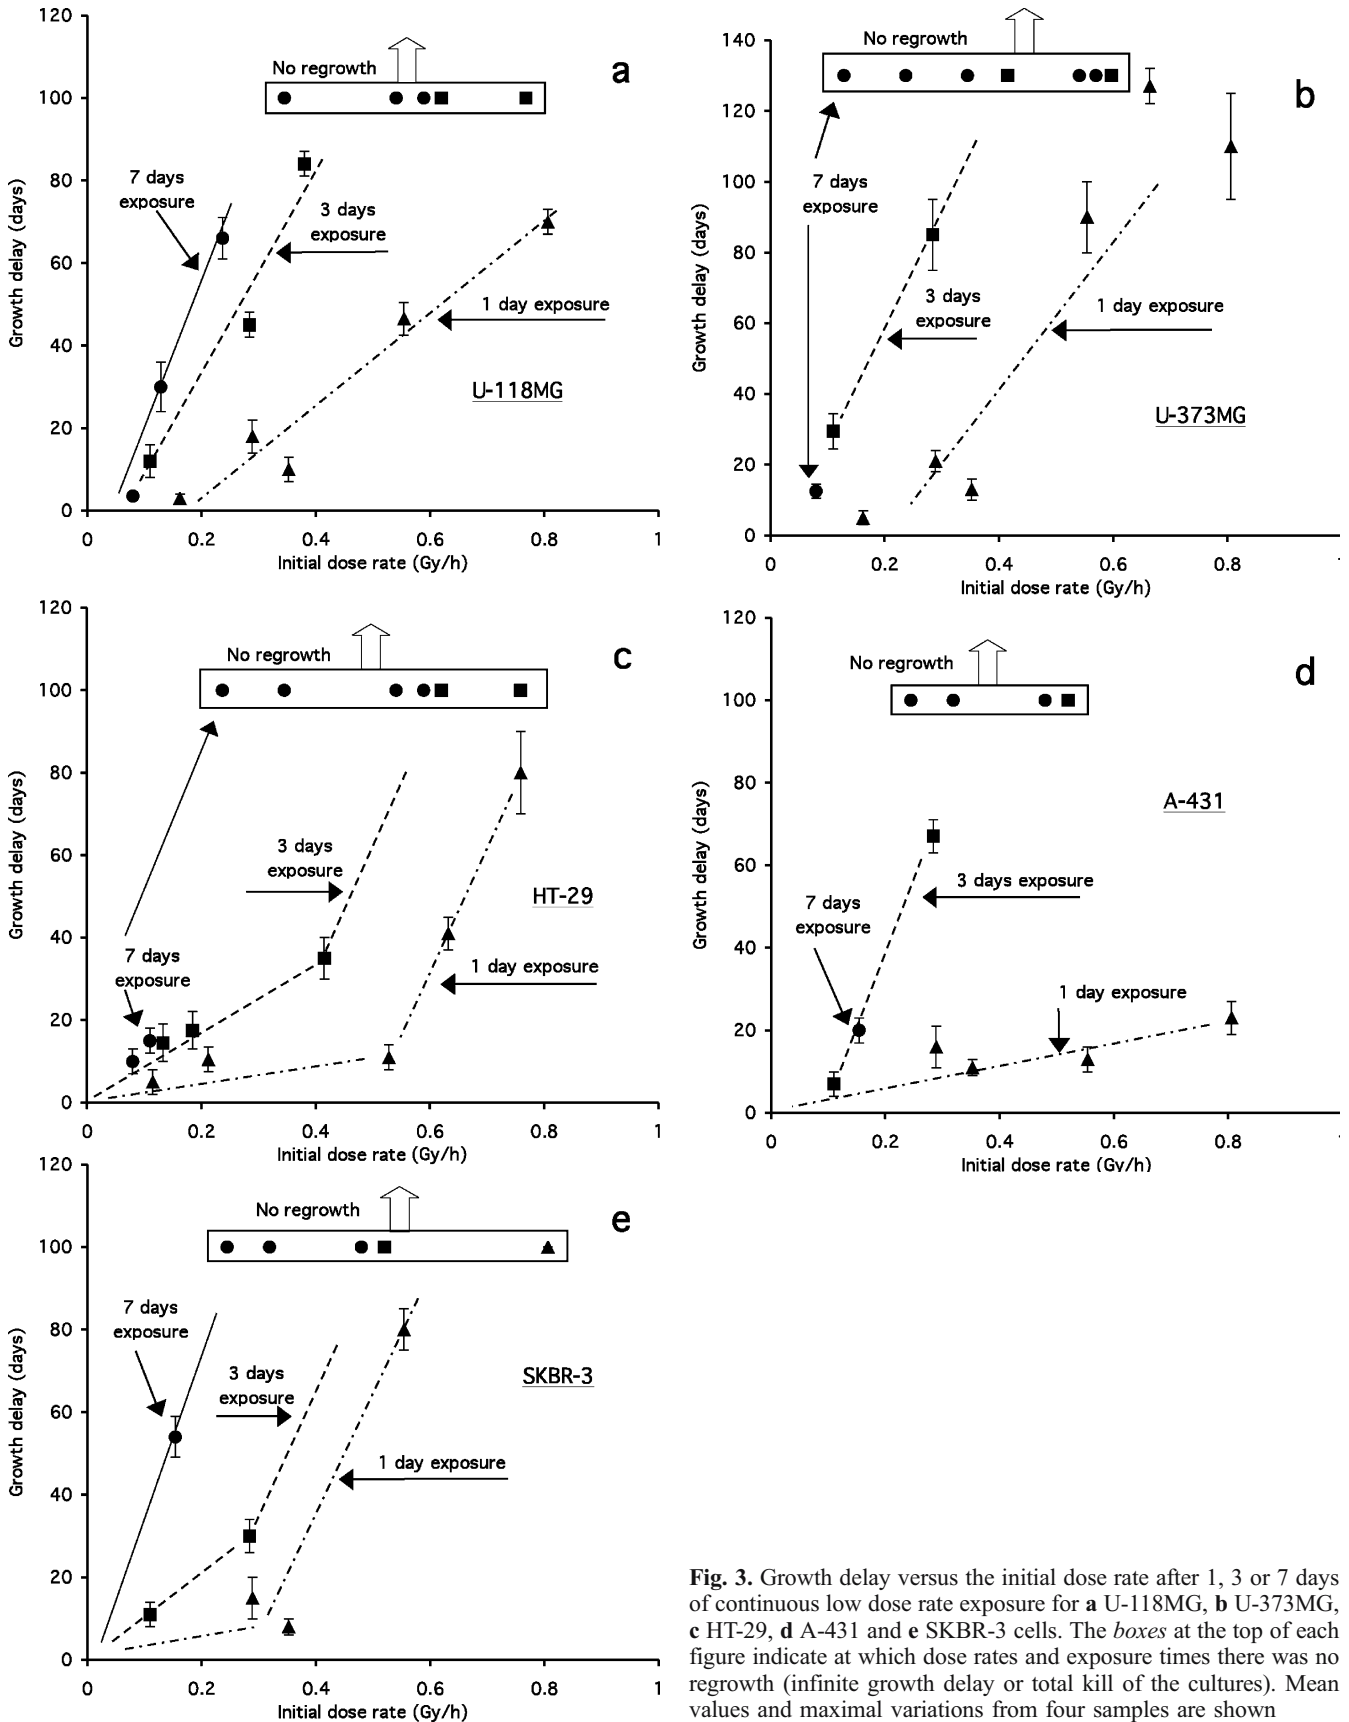 120
100
80
60
40
20
0
Growth delay (days)
No regrowth
a
7 days
exposure
3 days
exposure
1 day exposure
U-118MG
0 0.2 0.4 0.6 0.8 1
Initial dose rate (Gy/h)
140
120
100
80
60
40
20
0
Growth delay (days)
No regrowth
b
7 days
exposure
3 days
exposure
1 day exposure
U-373MG
0 0.2 0.4 0.6 0.8
Initial dose rate (Gy/h)
120
100
80
60
40
20
0
Growth delay (days)
No regrowth
c
3 days
exposure
HT-29
7 days
exposure
1 day exposure
0 0.2 0.4 0.6 0.8 1
Initial dose rate (Gy/h)
120
100
80
60
40
20
0
Growth delay (days)
No regrowth
d
A-431
3 days exposure
7 days
exposure
1 day exposure
0 0.2 0.4 0.6 0.8
Initial dose rate (Gy/h)
120
100
80
60
40
20
0
Growth delay (days)
No regrowth
e
7 days
exposure
3 days
exposure
SKBR-3
1 day exposure
0 0.2 0.4 0.6 0.8 1
Initial dose rate (Gy/h)
Fig. 3. Growth delay versus the initial dose rate after 1, 3 or 7 days
of continuous low dose rate exposure for a U-118MG, b U-373MG,
c HT-29, d A-431 and e SKBR-3 cells. The boxes at the top of each
figure indicate at which dose rates and exposure times there was no
regrowth (infinite growth delay or total kill of the cultures). Mean
values and maximal variations from four samples are shown